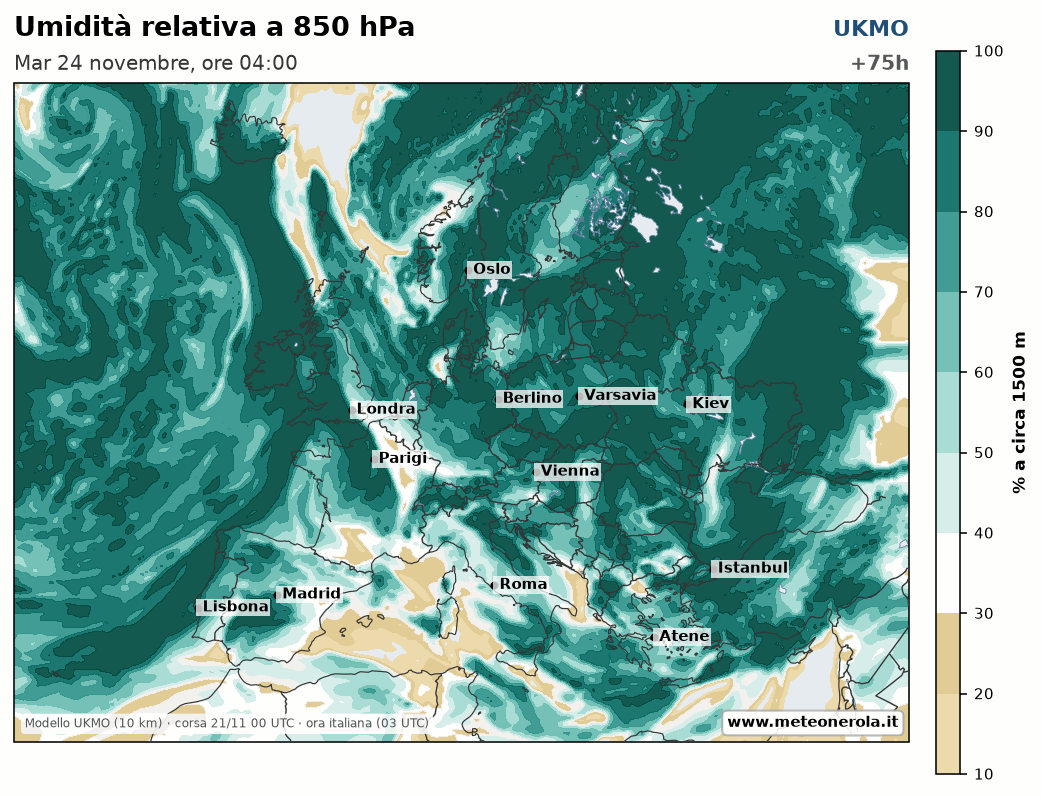 Umidità relativa a 850 hPa
UKMO
Mar 24 novembre, ore 04:00
+75h
100
90
80
70
60
50
40
30
20
10
% a circa 1500 m
Oslo
Berlino
Varsavia
Kiev
Londra
Parigi
Vienna
Istanbul
Roma
Madrid
Lisbona
Atene
Modello UKMO (10 km) · corsa 21/11 00 UTC · ora italiana (03 UTC)
www.meteonerola.it